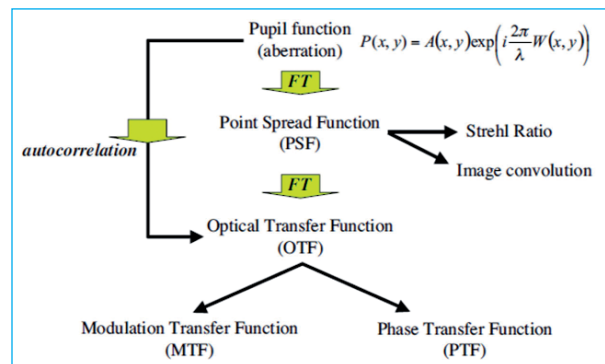 Pupil function
(aberration)
P(x, y) = A(x, y)exp(i 2π/λ W(x, y))
FT
Point Spread Function
(PSF)
Strehl Ratio
autocorrelation
Image convolution
FT
Optical Transfer Function
(OTF)
Modulation Transfer Function
(MTF)
Phase Transfer Function
(PTF)